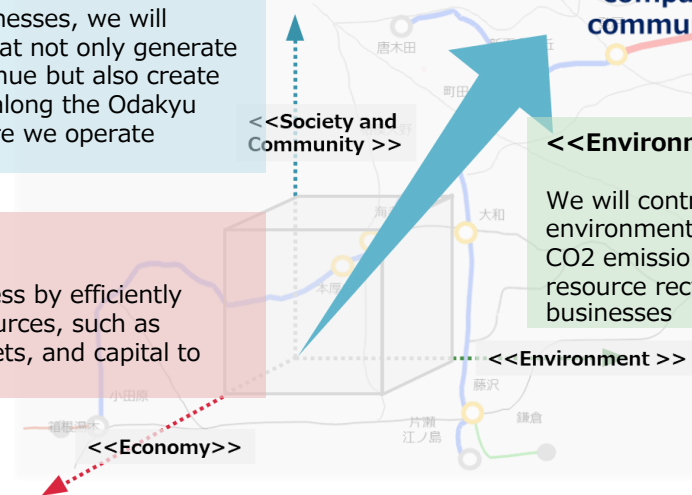 nesses, we will
at not only generate
nue but also create
along the Odakyu
re we operate
compa
commu
唐木田
町田
<<Society and
Community >>
<<Environ
We will contr
environment
CO2 emissio
resource rec
businesses
海
大和
本厚
ess by efficiently
urces, such as
ets, and capital to
<<Environment >>
小田原
藤沢
箱根湯本
片瀬
江ノ島
鎌倉
<<Economy>>